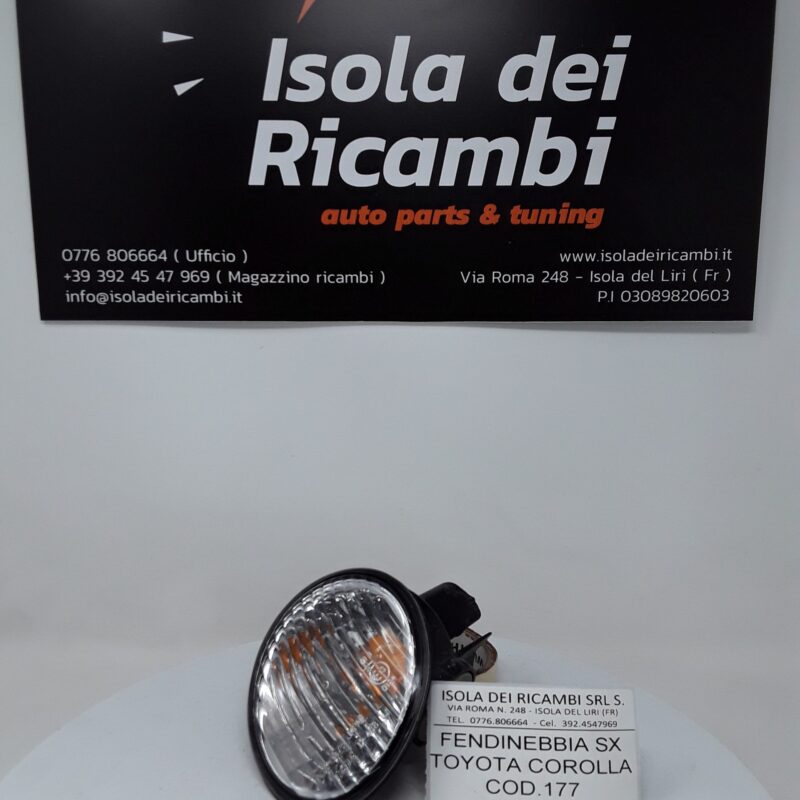 Isola dei
Ricambi
auto parts & tuning
0776 806664 ( Ufficio )
+39 392 45 47 969 ( Magazzino ricambi )
info@isoladeiricambi.it
www.isoladeiricambi.it
Via Roma 248 - Isola del Liri ( Fr )
P.I 03089820603
ISOLA DEI RICAMBI SRL S.
VIA ROMA N. 248 - ISOLA DEL LIRI (FR)
TEL. 0776.806664 - Cel. 392.4547969
FENDINEBBIA SX
TOYOTA COROLLA
COD.177